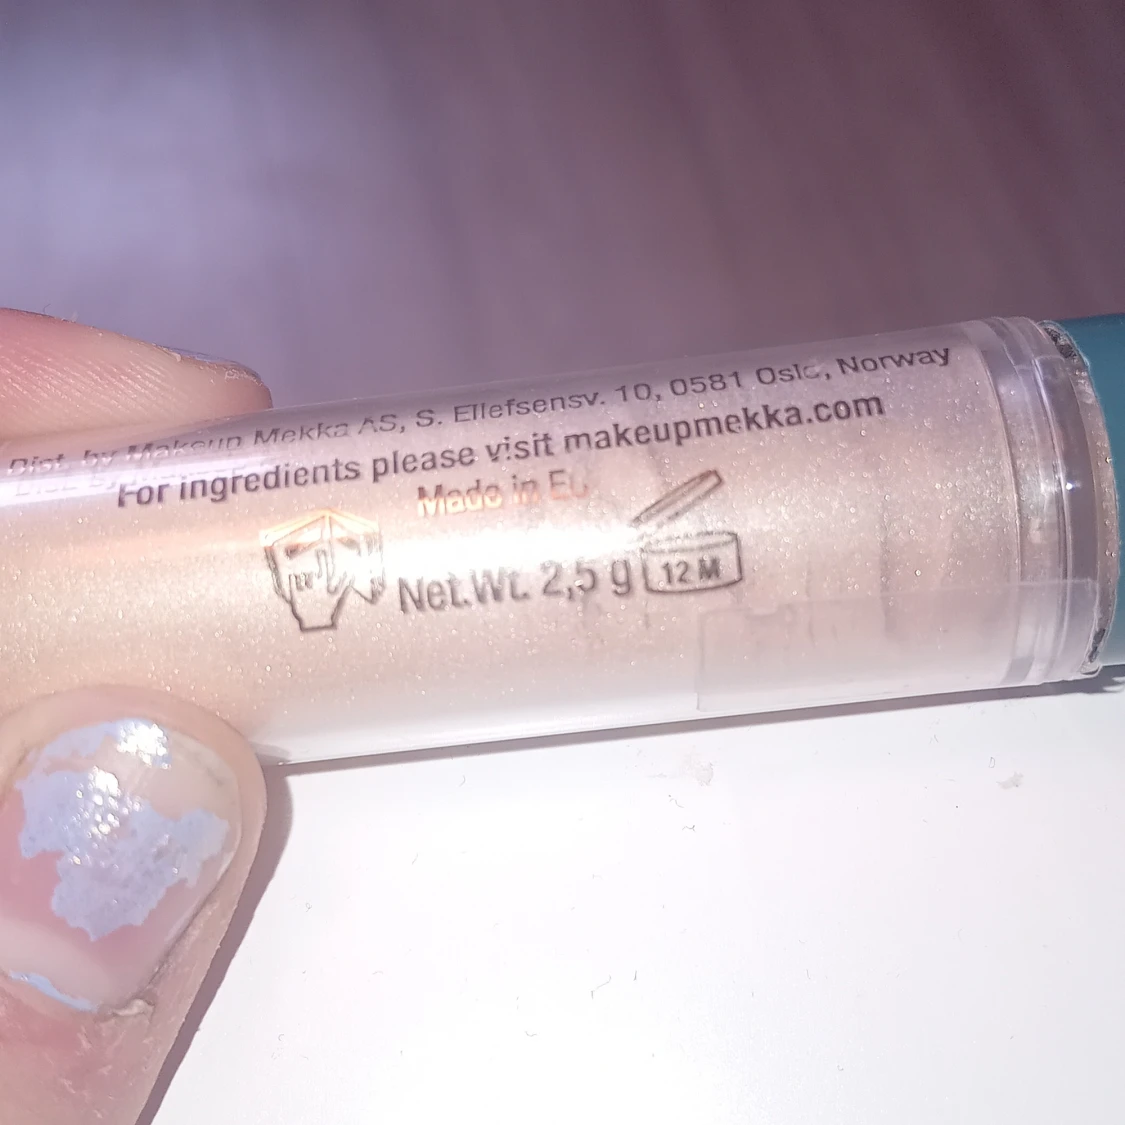 Dist. by Makeup Mekka AS, S. Ellefsensv. 10, 0581 Oslo, Norway
For ingredients please visit makeupmekka.com
Made in EU
Net.Wt. 2,5 g 12 M